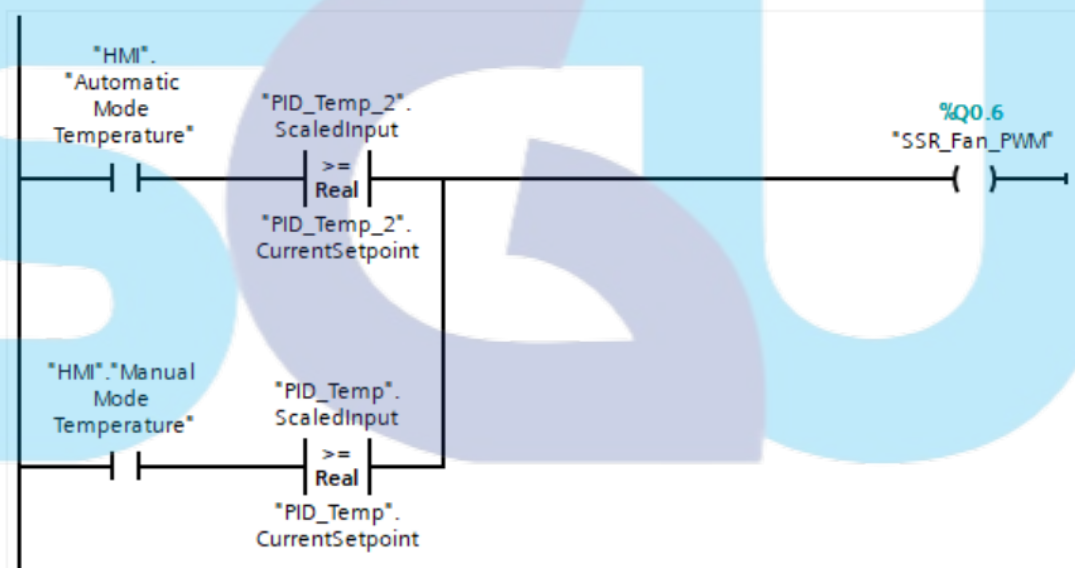 "HMI".
"Automatic
Mode
Temperature"
"PID_Temp_2".
ScaledInput
>=
Real
"PID_Temp_2".
CurrentSetpoint
%Q0.6
"SSR_Fan_PWM"
"HMI"."Manual
Mode
Temperature"
"PID_Temp".
ScaledInput
>=
Real
"PID_Temp".
CurrentSetpoint